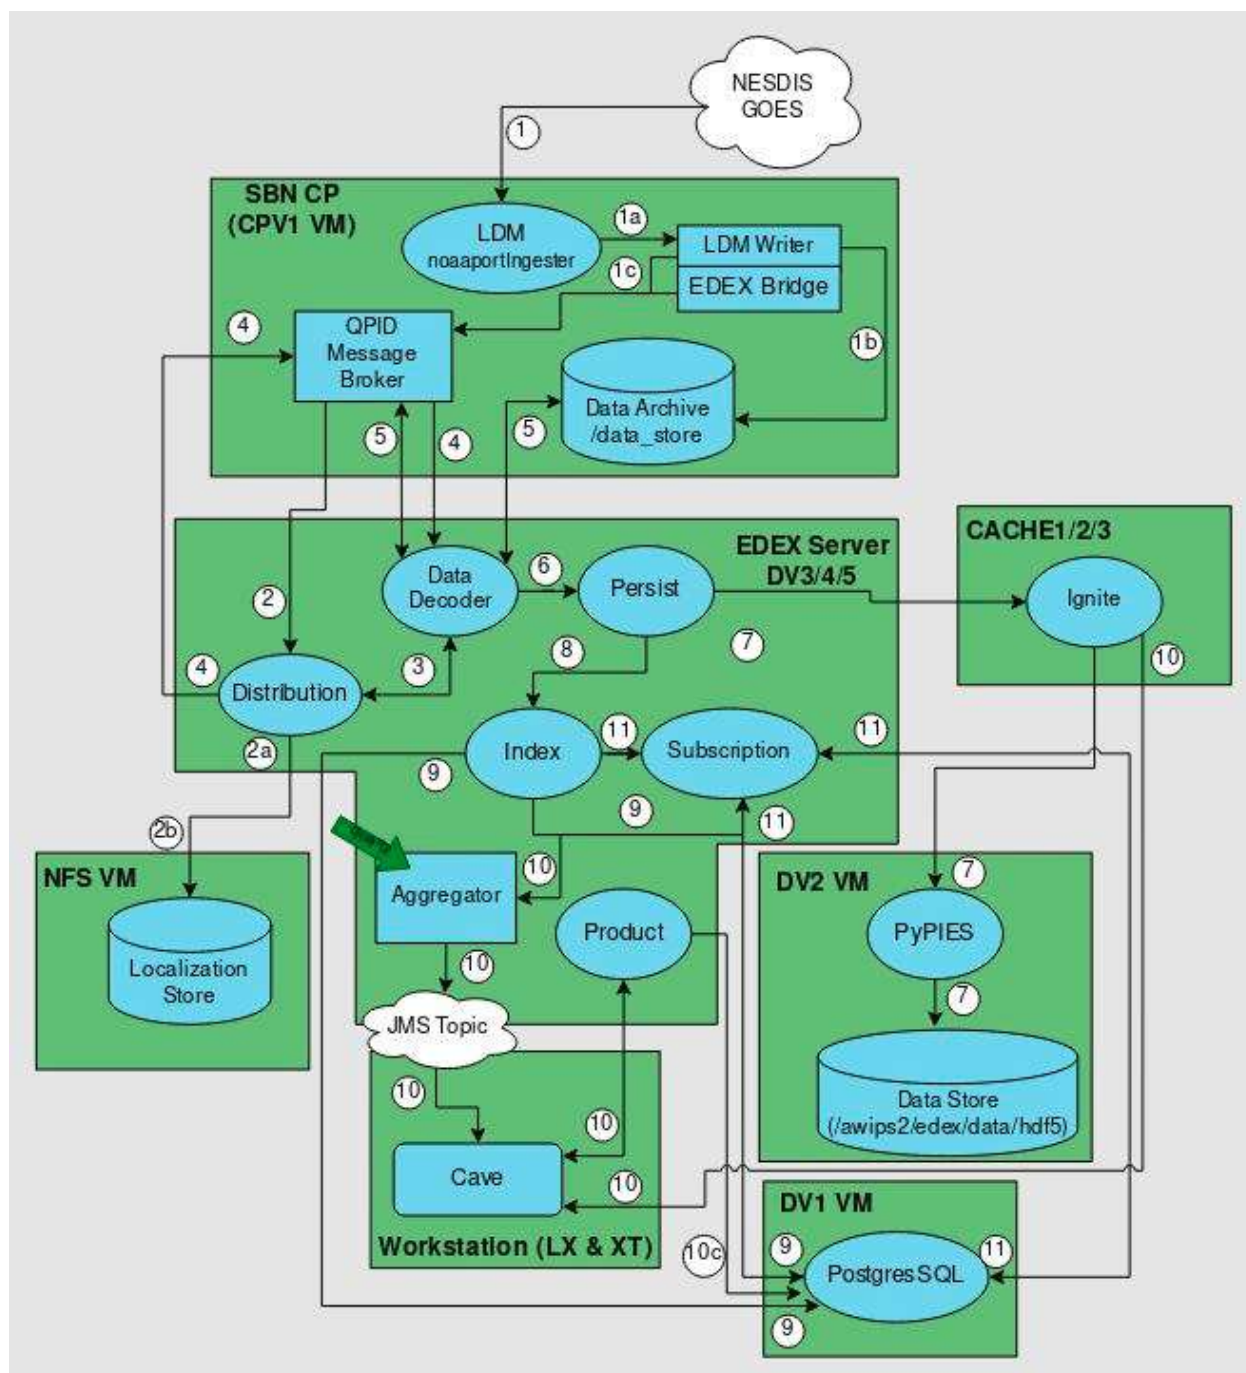 NESDIS
GOES
1
SBN CP
(CPV1 VM)
LDM
noaaportIngester
1a
LDM Writer
EDEX Bridge
1c
4
QPID
Message
Broker
1b
Data Archive
/data_store
5
4
5
EDEX Server
DV3/4/5
CACHE1/2/3
Data
Decoder
6
Persist
Ignite
2
8
7
10
4
3
Distribution
2a
Index
11
Subscription
11
9
9
11
2b
NFS VM
Aggregator
10
DV2 VM
7
Product
PyPIES
Localization
Store
10
7
JMS Topic
10
10
Data Store
(/awips2/edex/data/hdf5)
Cave
10
DV1 VM
Workstation (LX & XT)
10c
9
11
PostgresSQL
9